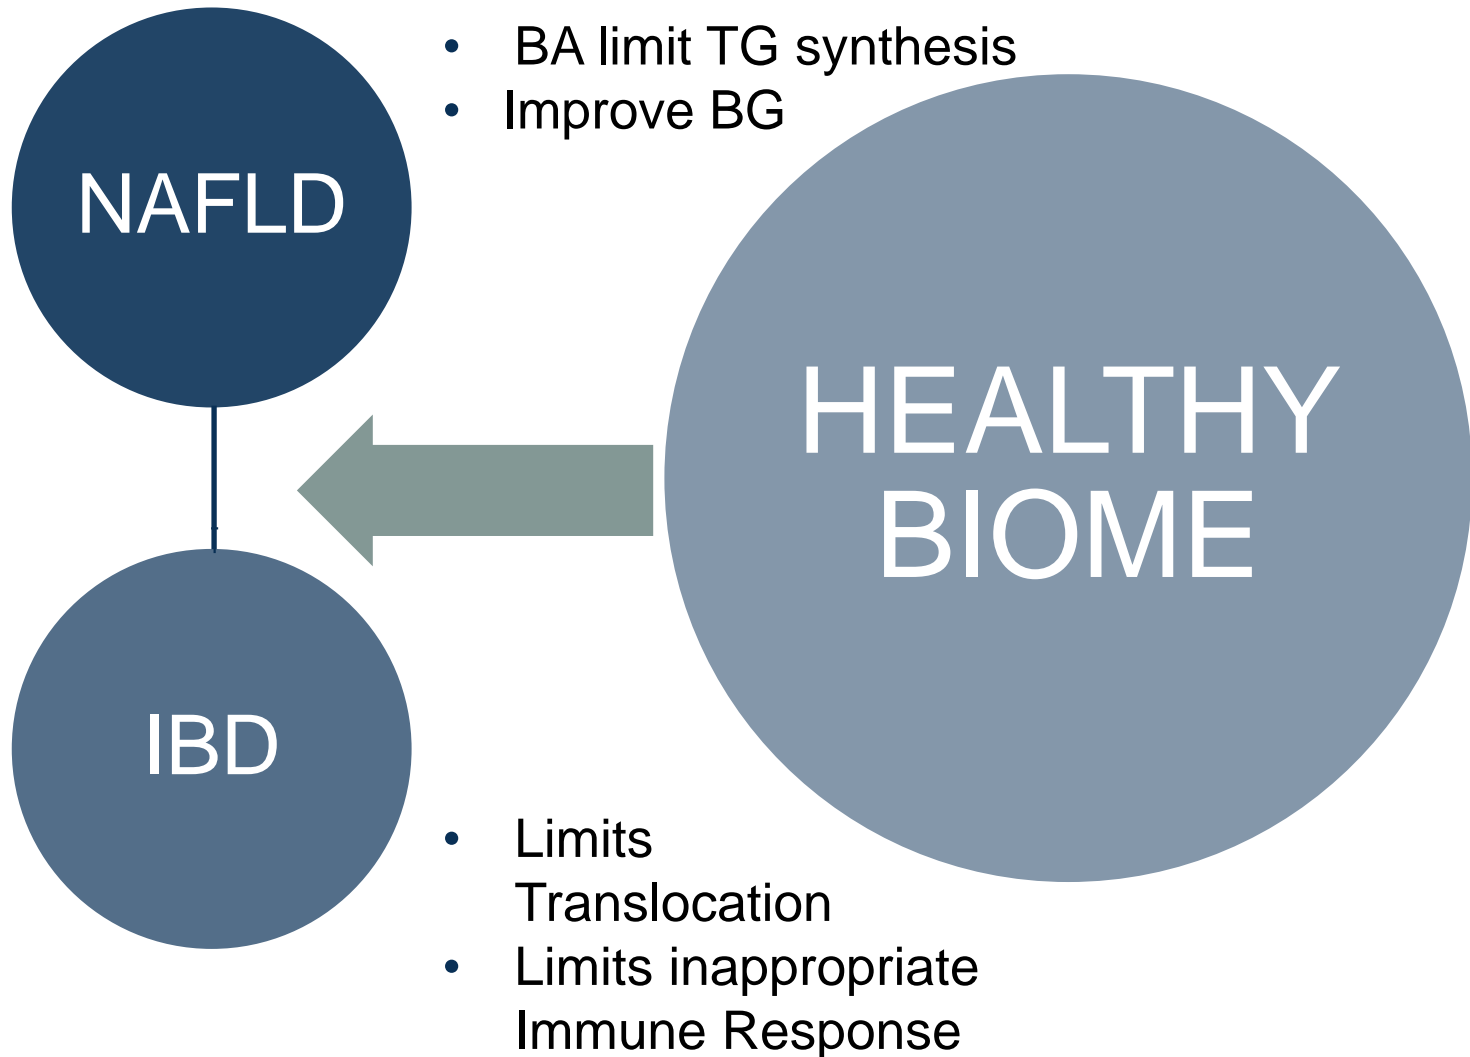 NAFLD
• BA limit TG synthesis
• Improve BG
HEALTHY
BIOME
IBD
• Limits
Translocation
• Limits inappropriate
Immune Response